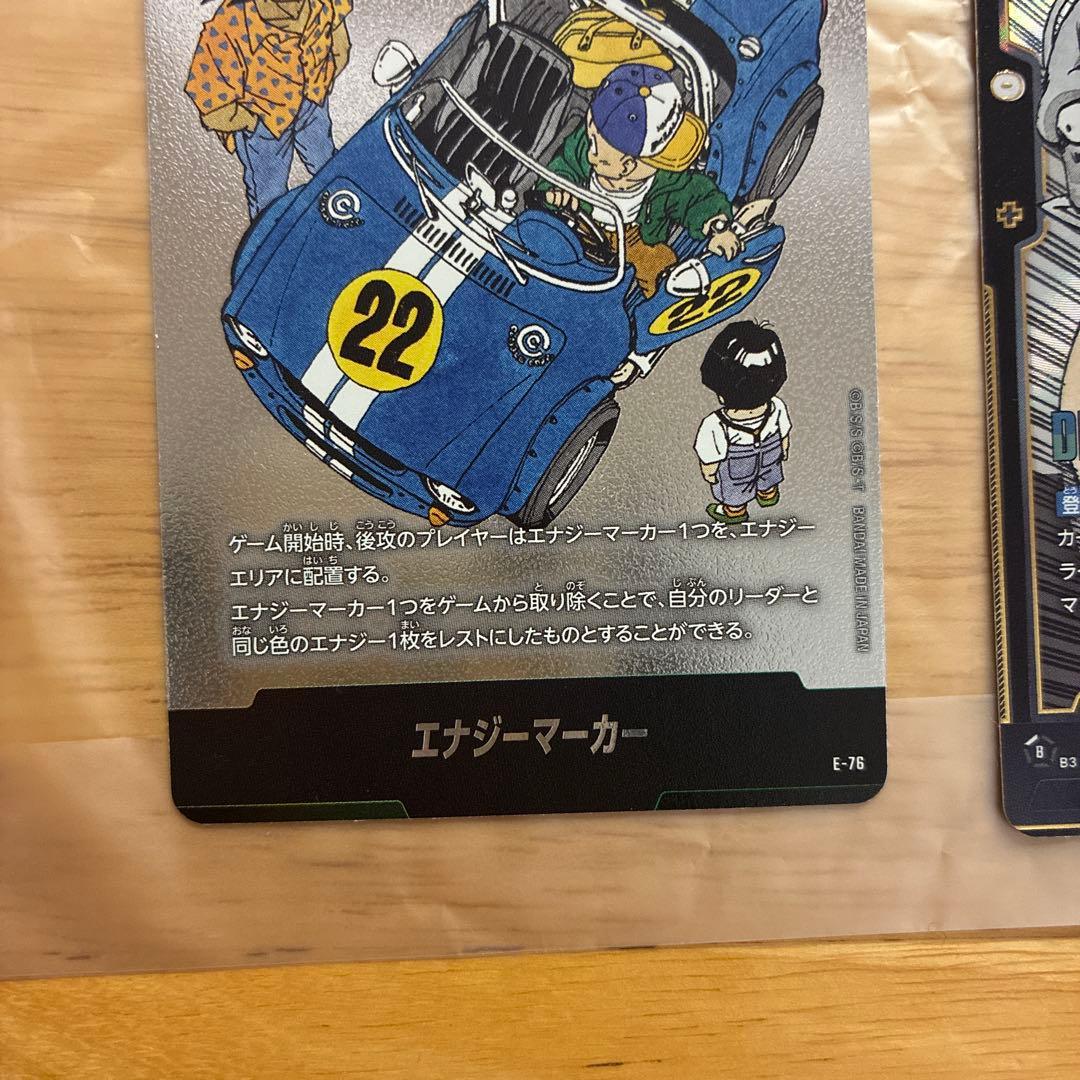 22
22
ゲーム開始時、後攻のプレイヤーはエナジーマーカー1つを、エナジー
エリアに配置する。
エナジーマーカー1つをゲームから取り除くことで、自分のリーダーと
同じ色のエナジー1枚をレストにしたものとすることができる。
©B・S/S ©B/S・T BANDAI MADE IN JAPAN
エナジーマーカー
E-76
D
カ
ラー
マ
B
B3